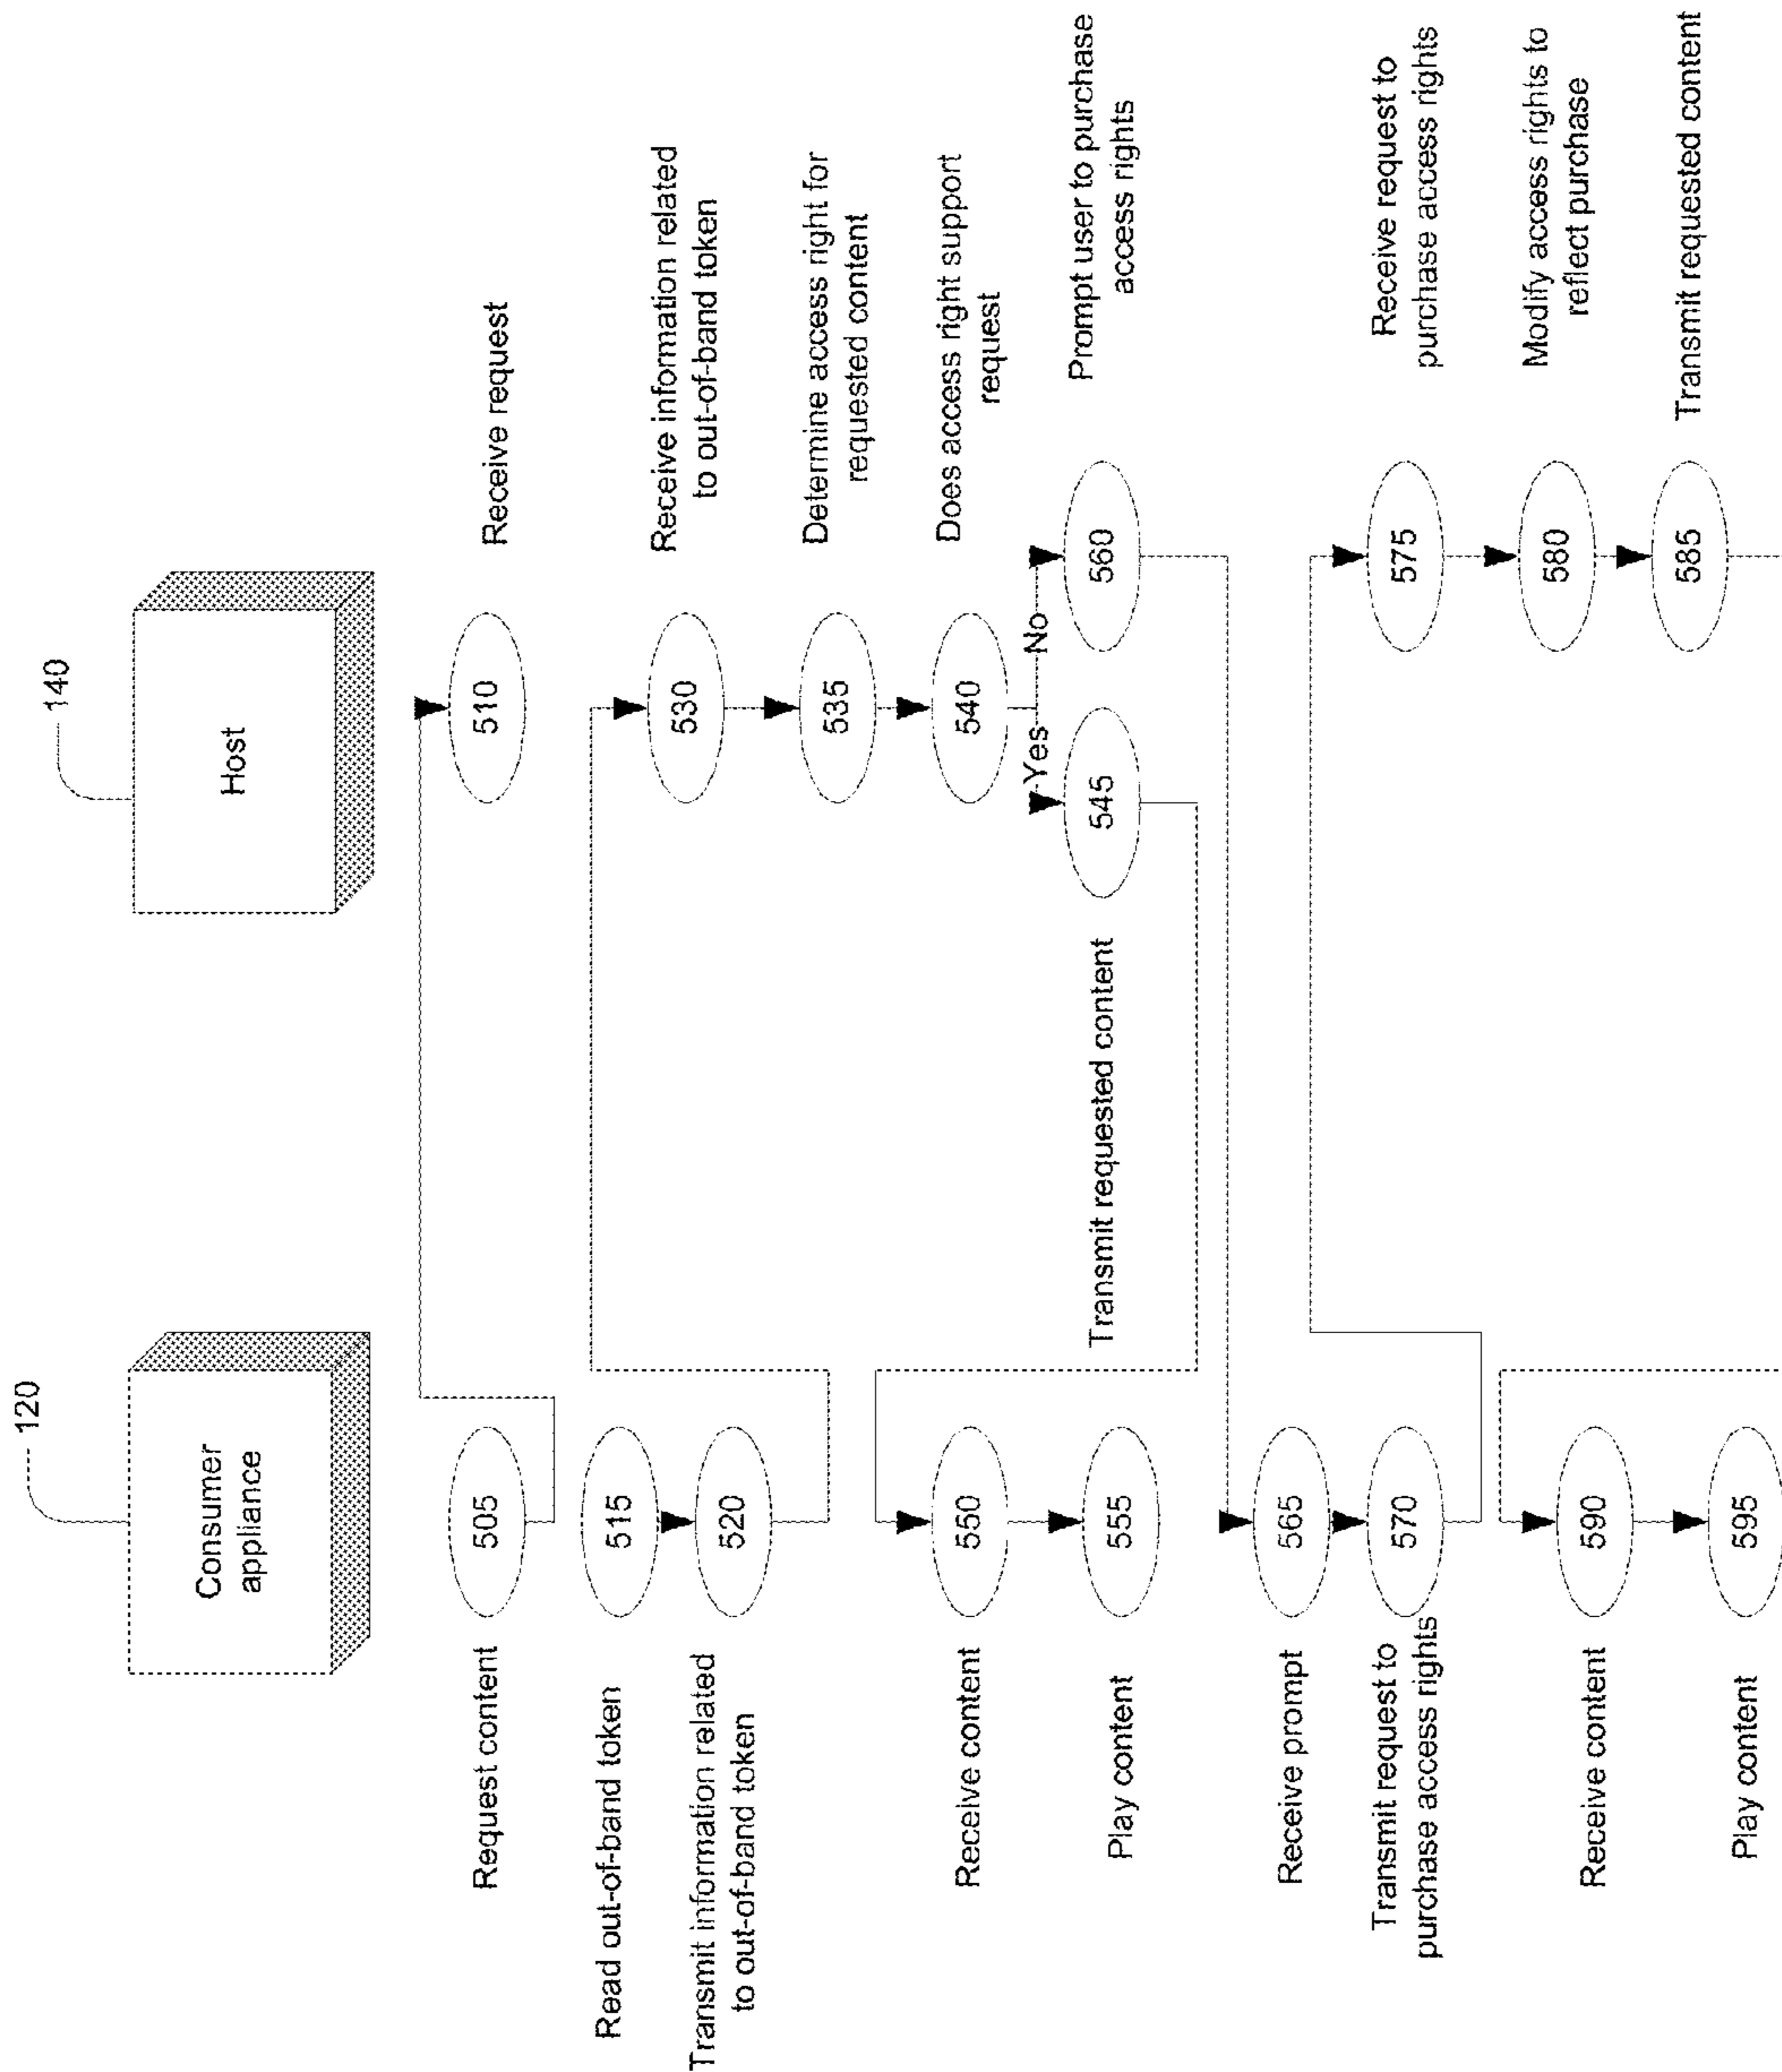 120
Consumer
appliance
140
Host
Request content
505
510
Receive request
Read out-of-band token
515
Transmit information related
to out-of-band token
520
530
Receive information related
to out-of-band token
535
Determine access right for
requested content
540
Does access right support
request
Yes
No
Transmit requested content
545
560
Prompt user to purchase
access rights
Receive content
550
Play content
555
Receive prompt
565
Transmit request to
purchase access rights
570
575
Receive request to
purchase access rights
580
Modify access rights to
reflect purchase
585
Transmit requested content
Receive content
590
Play content
595